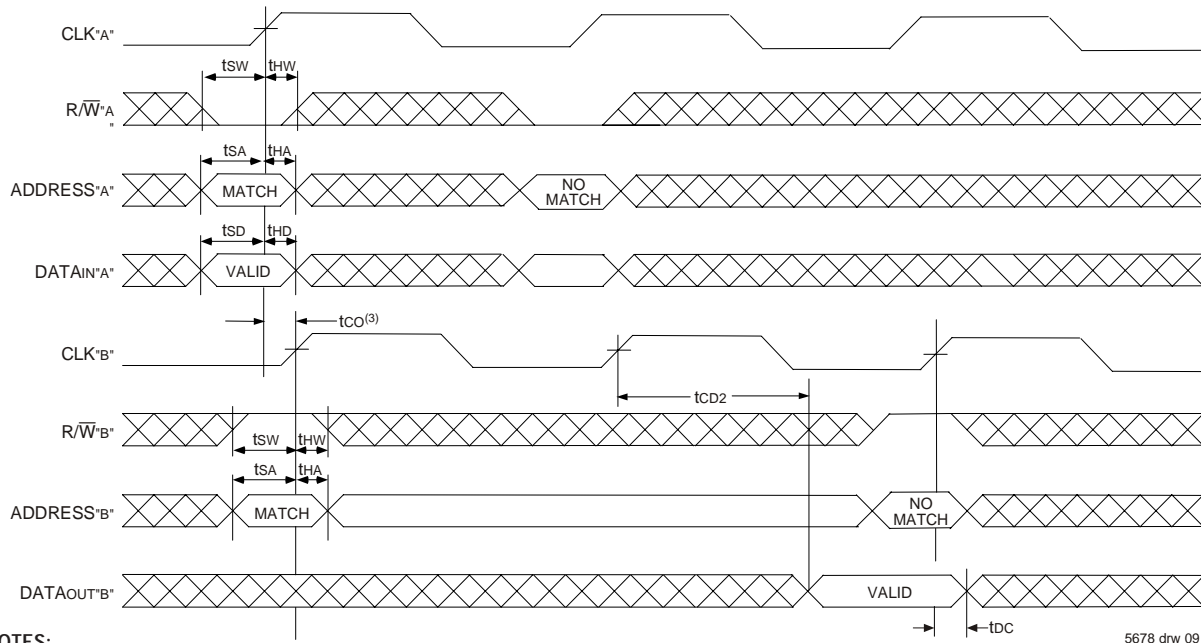 CLK"A"
tSW tHW
R/W"A
"
tSA tHA
ADDRESS"A" MATCH NO
MATCH
tSD tHD
DATAIN"A" VALID
tCO(3)
CLK"B"
tCD2
R/W"B"
tSW tHW
tSA tHA
ADDRESS"B" MATCH NO
MATCH
DATAOUT"B" VALID
tDC
OTES:
5678 drw 09